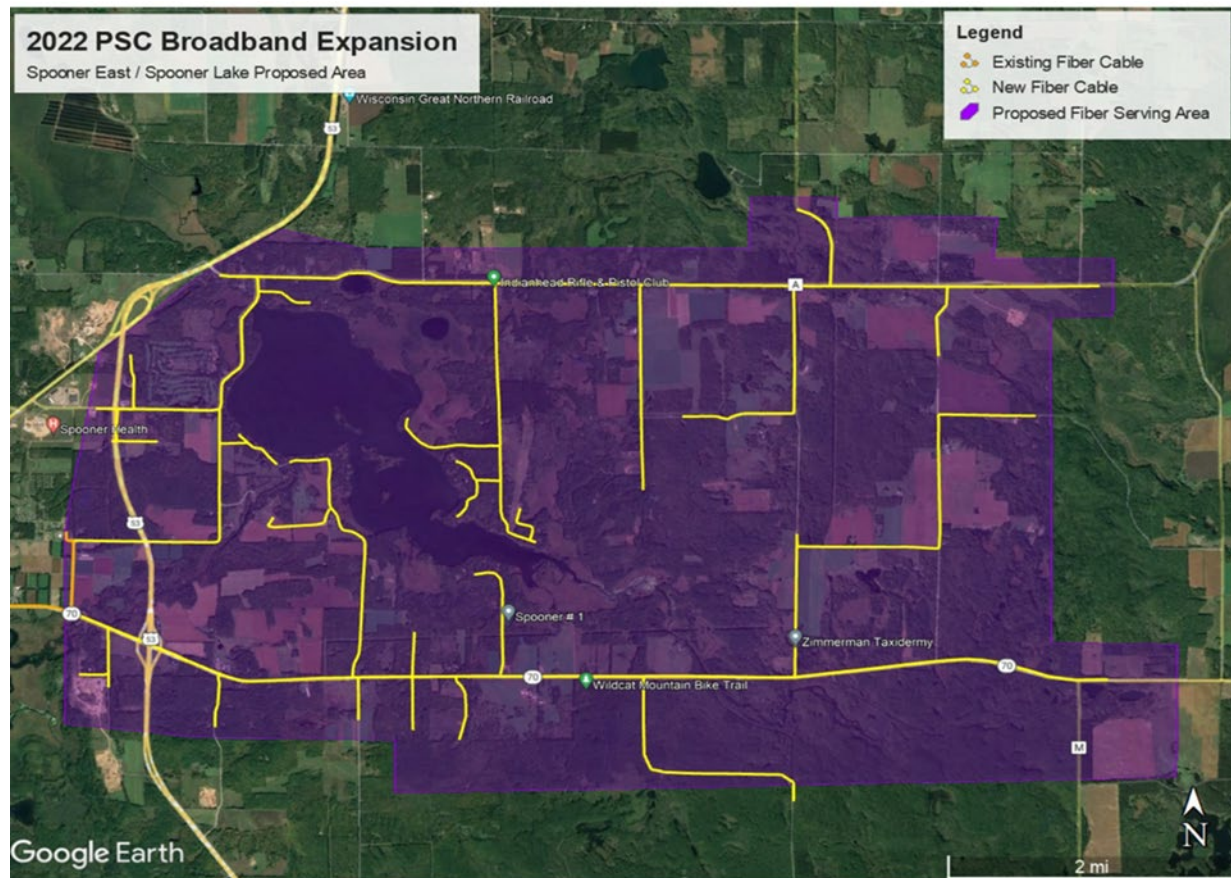 2022 PSC Broadband Expansion
Spooner East / Spooner Lake Proposed Area
Legend
Existing Fiber Cable
New Fiber Cable
Proposed Fiber Serving Area
Wisconsin Great Northern Railroad
53
Indianhead Rifle & Pistol Club
A
H
Spooner Health
53
70
53
Spooner # 1
Zimmerman Taxidermy
70
Wildcat Mountain Bike Trail
70
M
N
Google Earth
2 mi